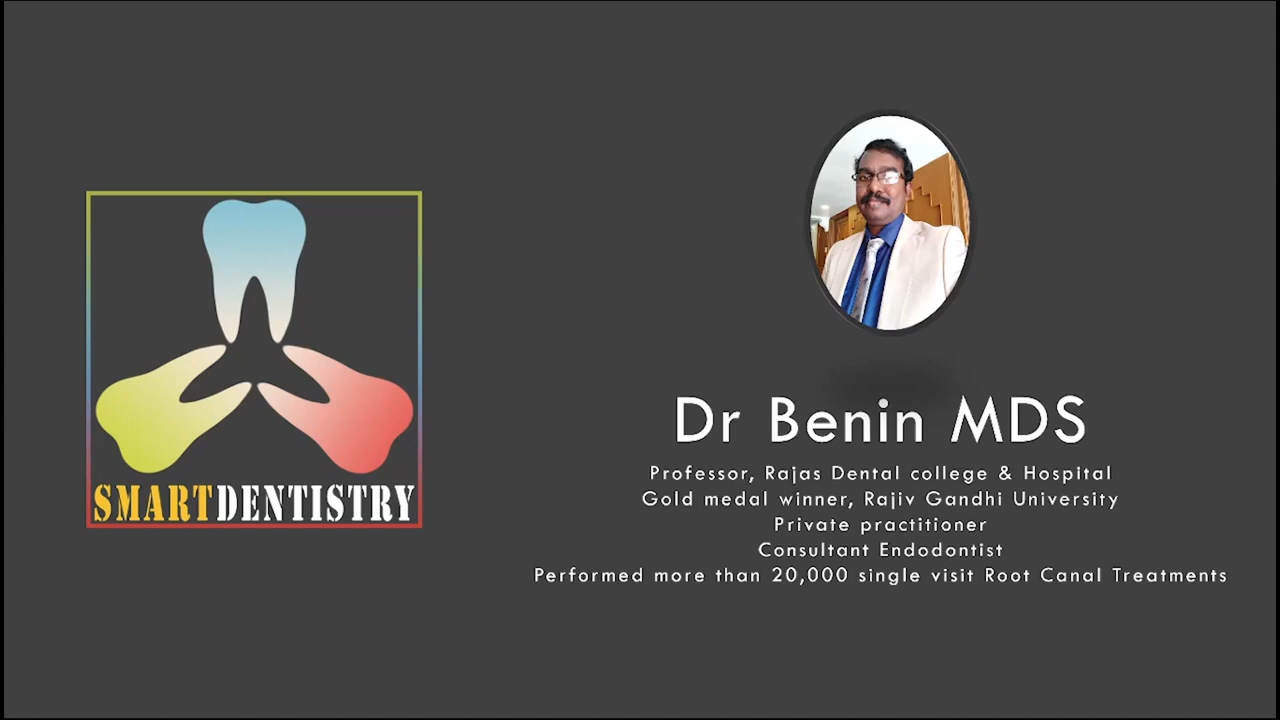 SMARTDENTISTRY
Dr Benin MDS
Professor, Rajas Dental college & Hospital
Gold medal winner, Rajiv Gandhi University
Private practitioner
Consultant Endodontist
Performed more than 20,000 single visit Root Canal Treatments